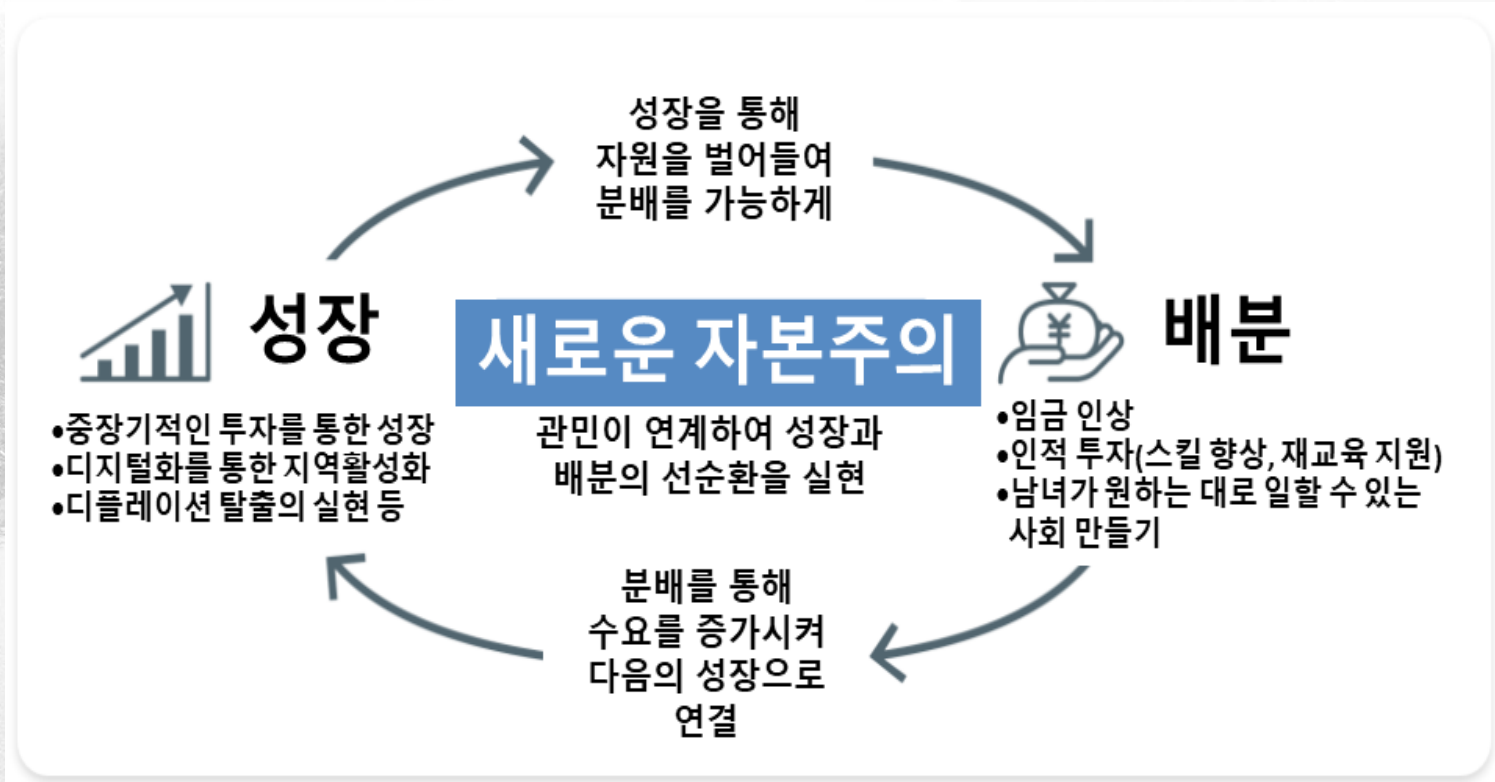 성장을 통해
자원을 벌어들여
분배를 가능하게
성장
•중장기적인 투자를 통한 성장
•디지털화를 통한 지역활성화
•디플레이션 탈출의 실현 등
새로운 자본주의
관민이 연계하여 성장과
배분의 선순환을 실현
¥
배분
•임금 인상
•인적 투자(스킬 향상, 재교육 지원)
•남녀가 원하는 대로 일할 수 있는
사회 만들기
분배를 통해
수요를 증가시켜
다음의 성장으로
연결